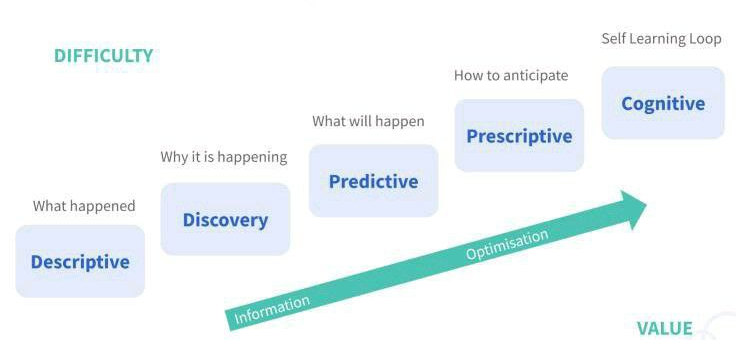 DIFFICULTY
Self Learning Loop
Cognitive
How to anticipate
Prescriptive
What will happen
Predictive
Why it is happening
Discovery
What happened
Descriptive
Information
Optimisation
VALUE